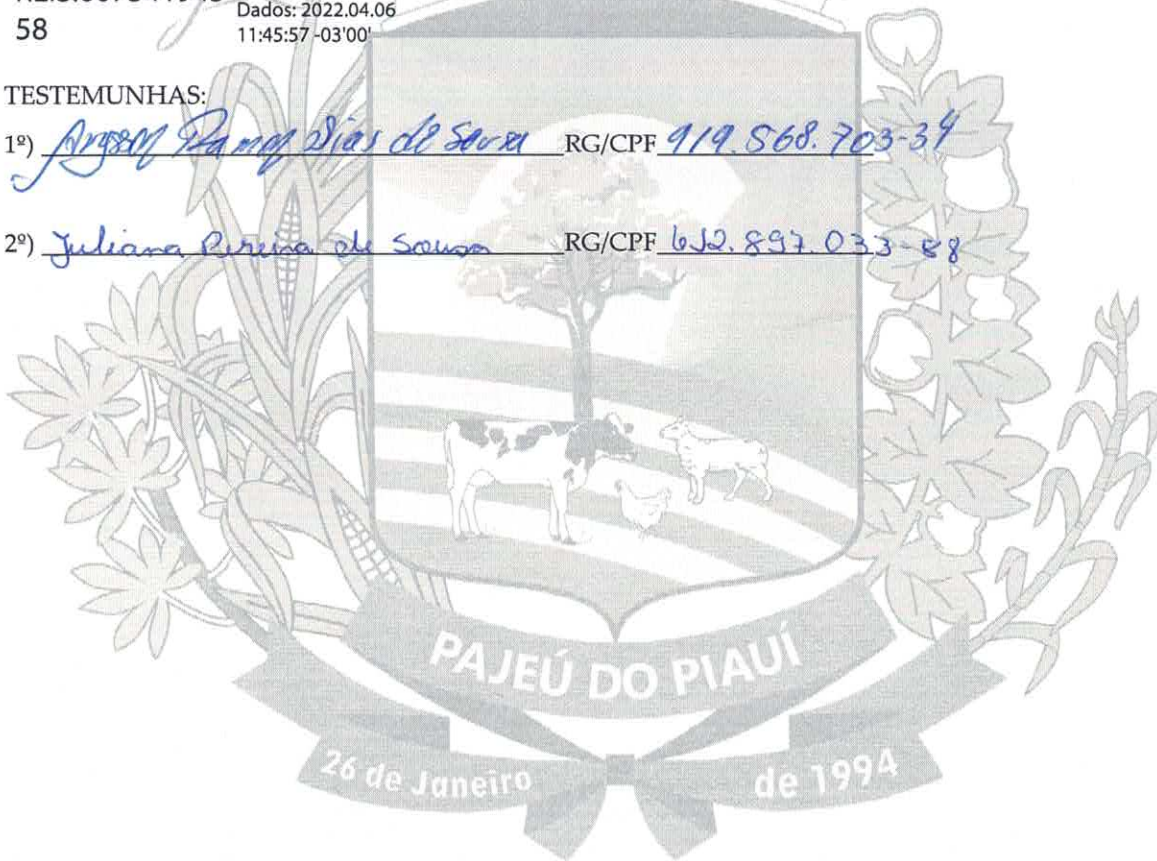 58
Dados: 2022.04.06
11:45:57 -03'00'
TESTEMUNHAS:
1º) Dias de Sousa RG/CPF 919.568.703-34
2º) Juliana Pereira de Sousa RG/CPF 612.897.033-88
PAJEÚ DO PIAUÍ
26 de Janeiro de 1994